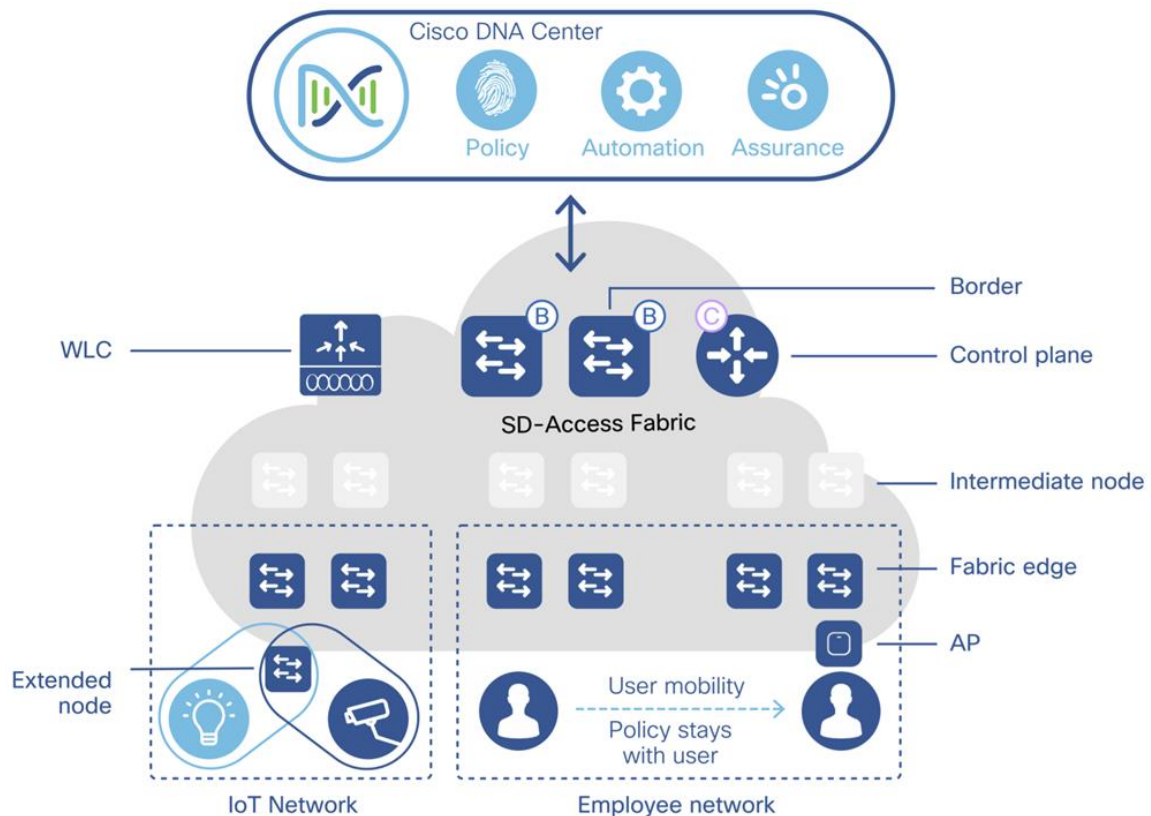 Cisco DNA Center
Policy
Automation
Assurance
B
B
C
Border
WLC
Control plane
SD-Access Fabric
Intermediate node
Fabric edge
AP
Extended
node
User mobility
Policy stays
with user
IoT Network
Employee network